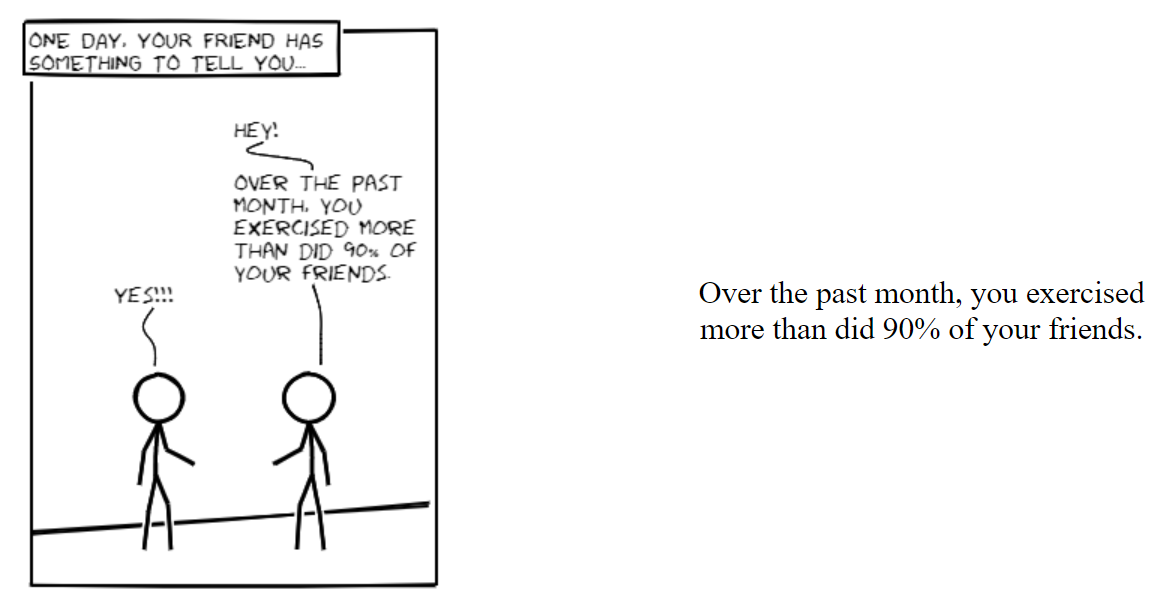 ONE DAY, YOUR FRIEND HAS
SOMETHING TO TELL YOU...
HEY!
OVER THE PAST
MONTH, YOU
EXERCISED MORE
THAN DID 90% OF
YOUR FRIENDS.
YES!!!
Over the past month, you exercised
more than did 90% of your friends.